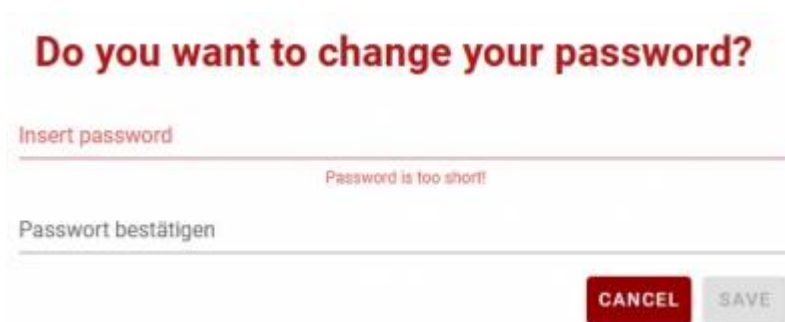 Do you want to change your password?
Insert password
Password is too short!
Passwort bestätigen
CANCEL SAVE